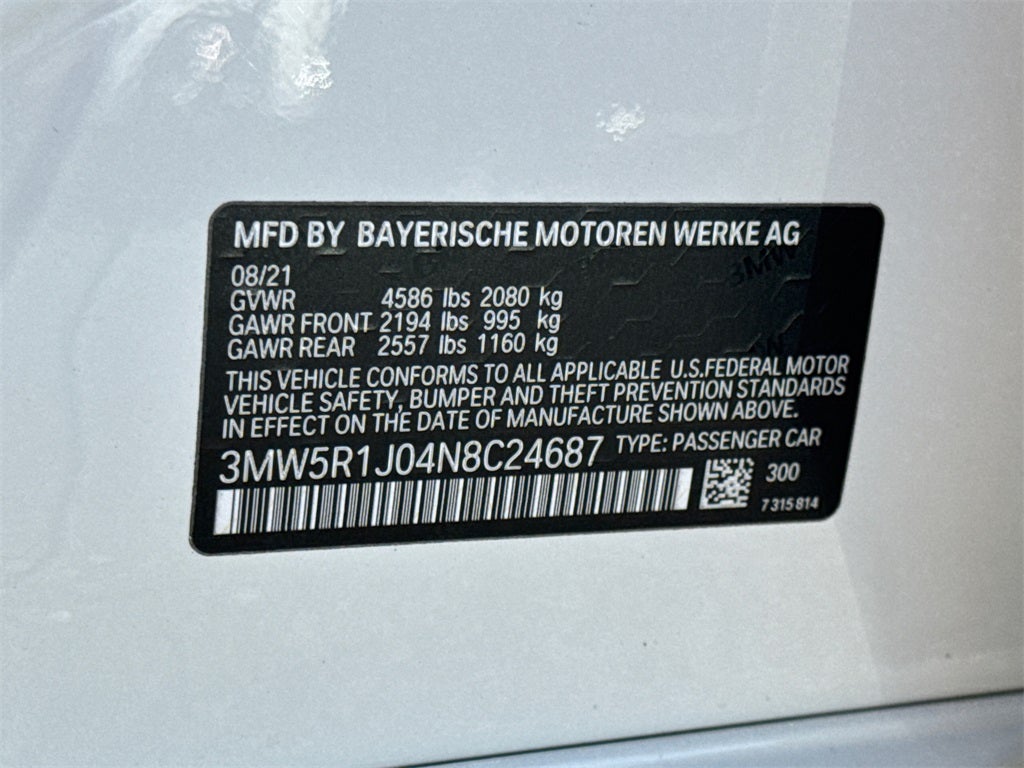 MFD BY BAYERISCHE MOTOREN WERKE AG
08/21
GVWR 4586 lbs 2080 kg
GAWR FRONT 2194 lbs 995 kg
GAWR REAR 2557 lbs 1160 kg
THIS VEHICLE CONFORMS TO ALL APPLICABLE U.S.FEDERAL MOTOR
VEHICLE SAFETY, BUMPER AND THEFT PREVENTION STANDARDS
IN EFFECT ON THE DATE OF MANUFACTURE SHOWN ABOVE.
3MW5R1J04N8C24687 TYPE: PASSENGER CAR
300
7315814
3MW